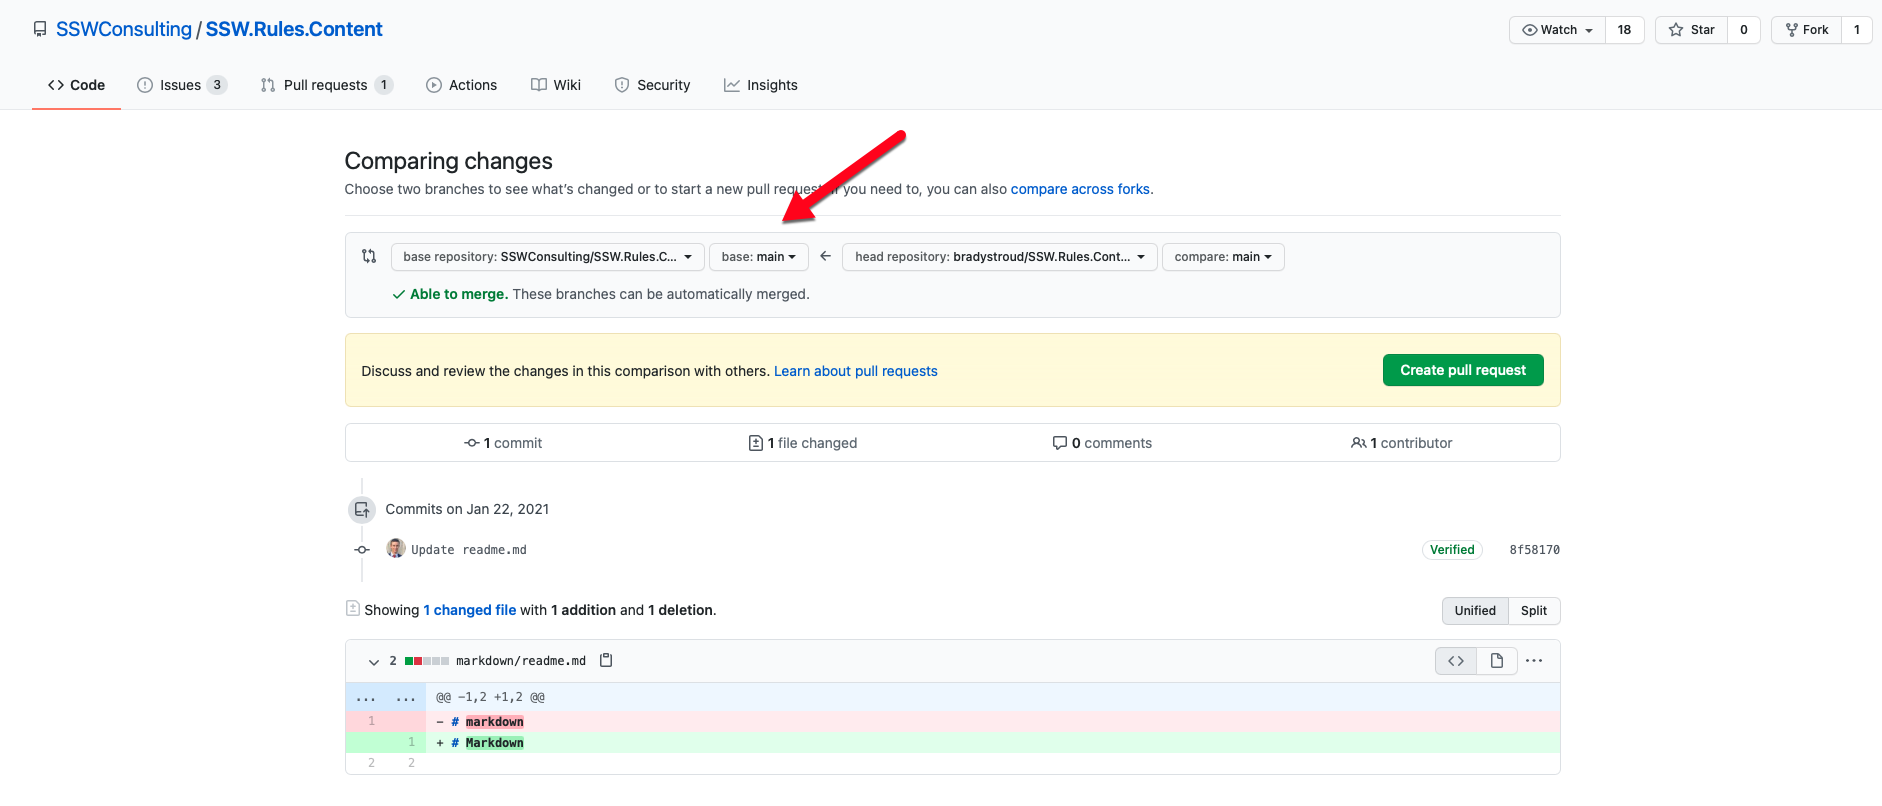 SSWConsulting / SSW.Rules.Content
Watch 18 Star 0 Fork 1
Code Issues 3 Pull requests 1 Actions Wiki Security Insights
Comparing changes
Choose two branches to see what's changed or to start a new pull request. If you need to, you can also compare across forks.
base repository: SSWConsulting/SSW.Rules.C... base: main ← head repository: bradystroud/SSW.Rules.Cont... compare: main
Able to merge. These branches can be automatically merged.
Discuss and review the changes in this comparison with others. Learn about pull requests Create pull request
1 commit 1 file changed 0 comments 1 contributor
Commits on Jan 22, 2021
Update readme.md Verified 8f58170
Showing 1 changed file with 1 addition and 1 deletion. Unified Split
2 markdown/readme.md ...
... ... @@ -1,2 +1,2 @@
1 - # markdown
1 + # Markdown
2 2